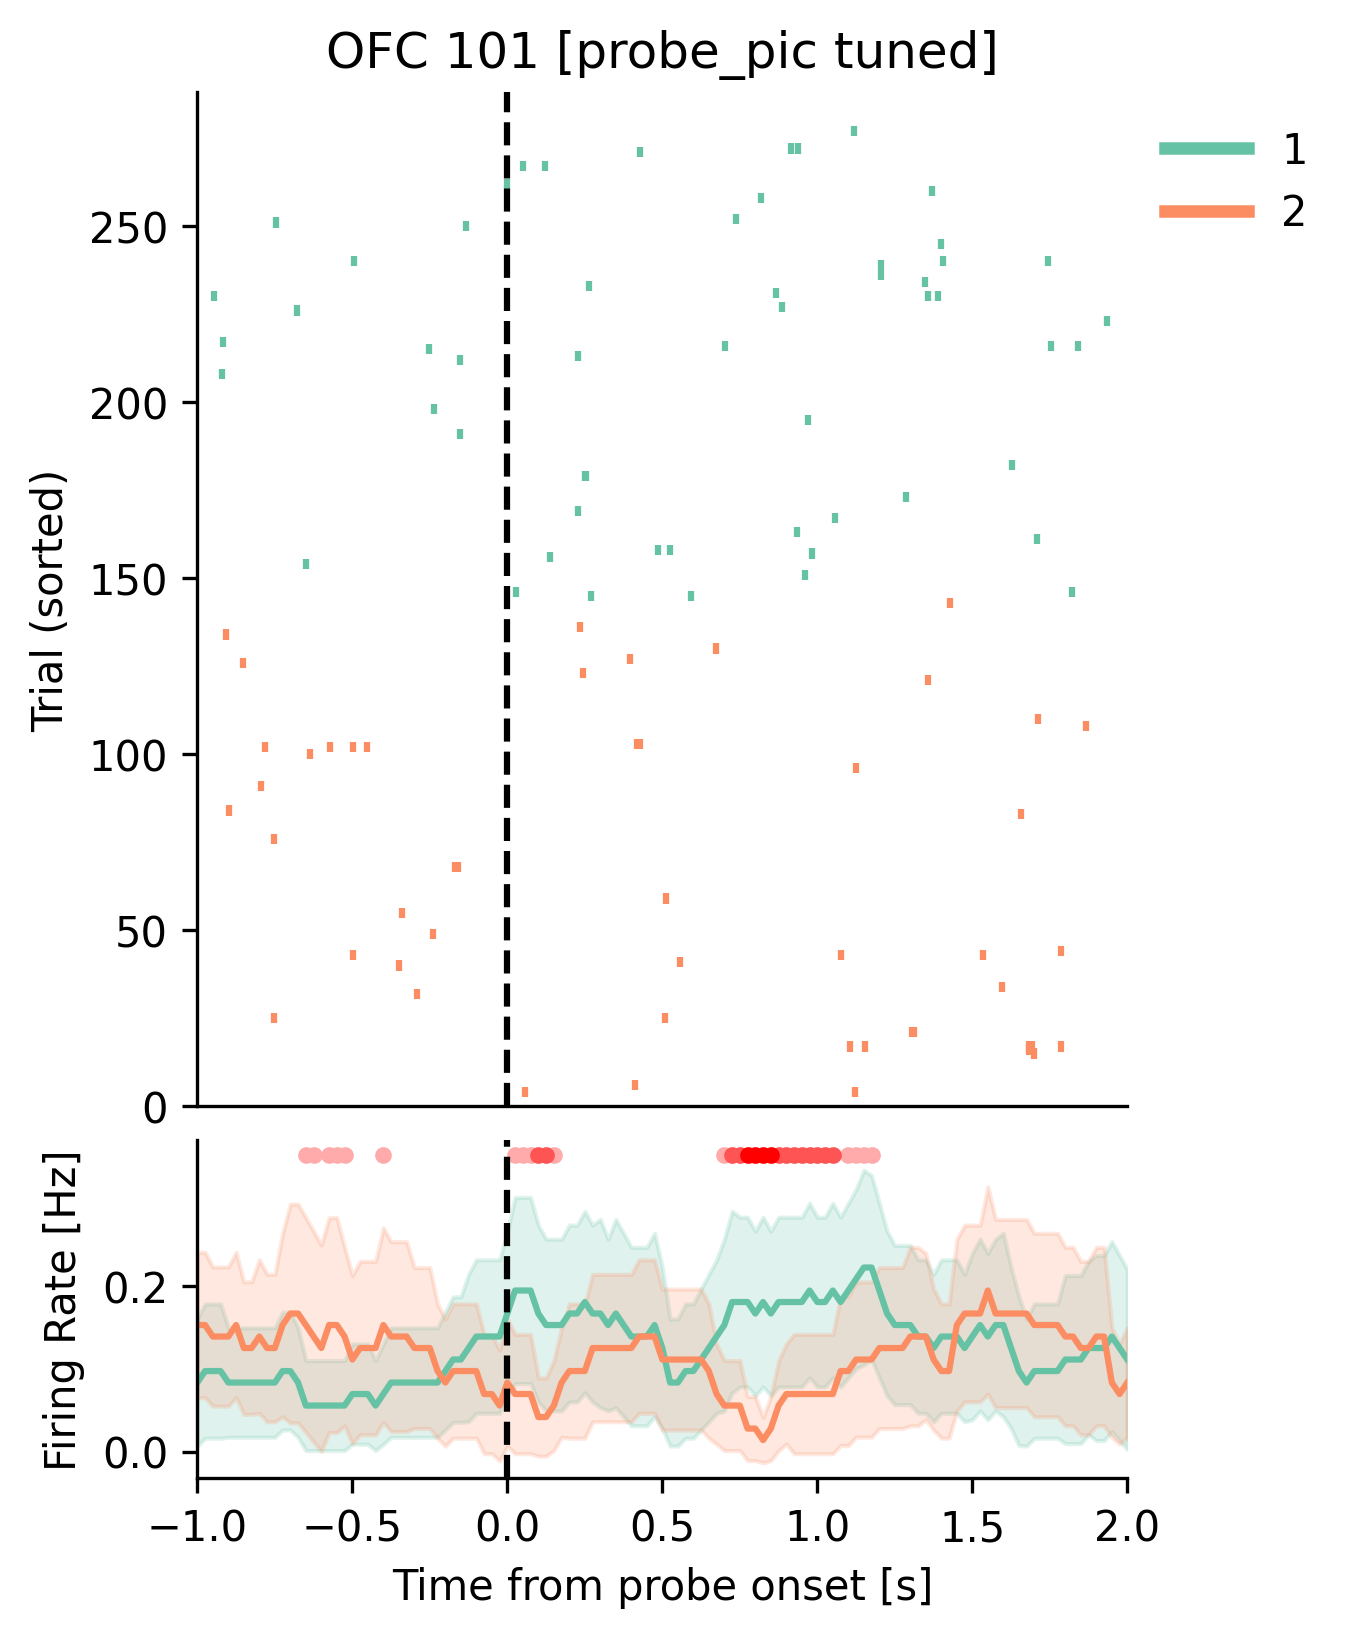 OFC 101 [probe_pic tuned]
1
2
Trial (sorted)
250
200
150
100
50
0
Firing Rate [Hz]
0.2
0.0
−1.0 −0.5 0.0 0.5 1.0 1.5 2.0
Time from probe onset [s]